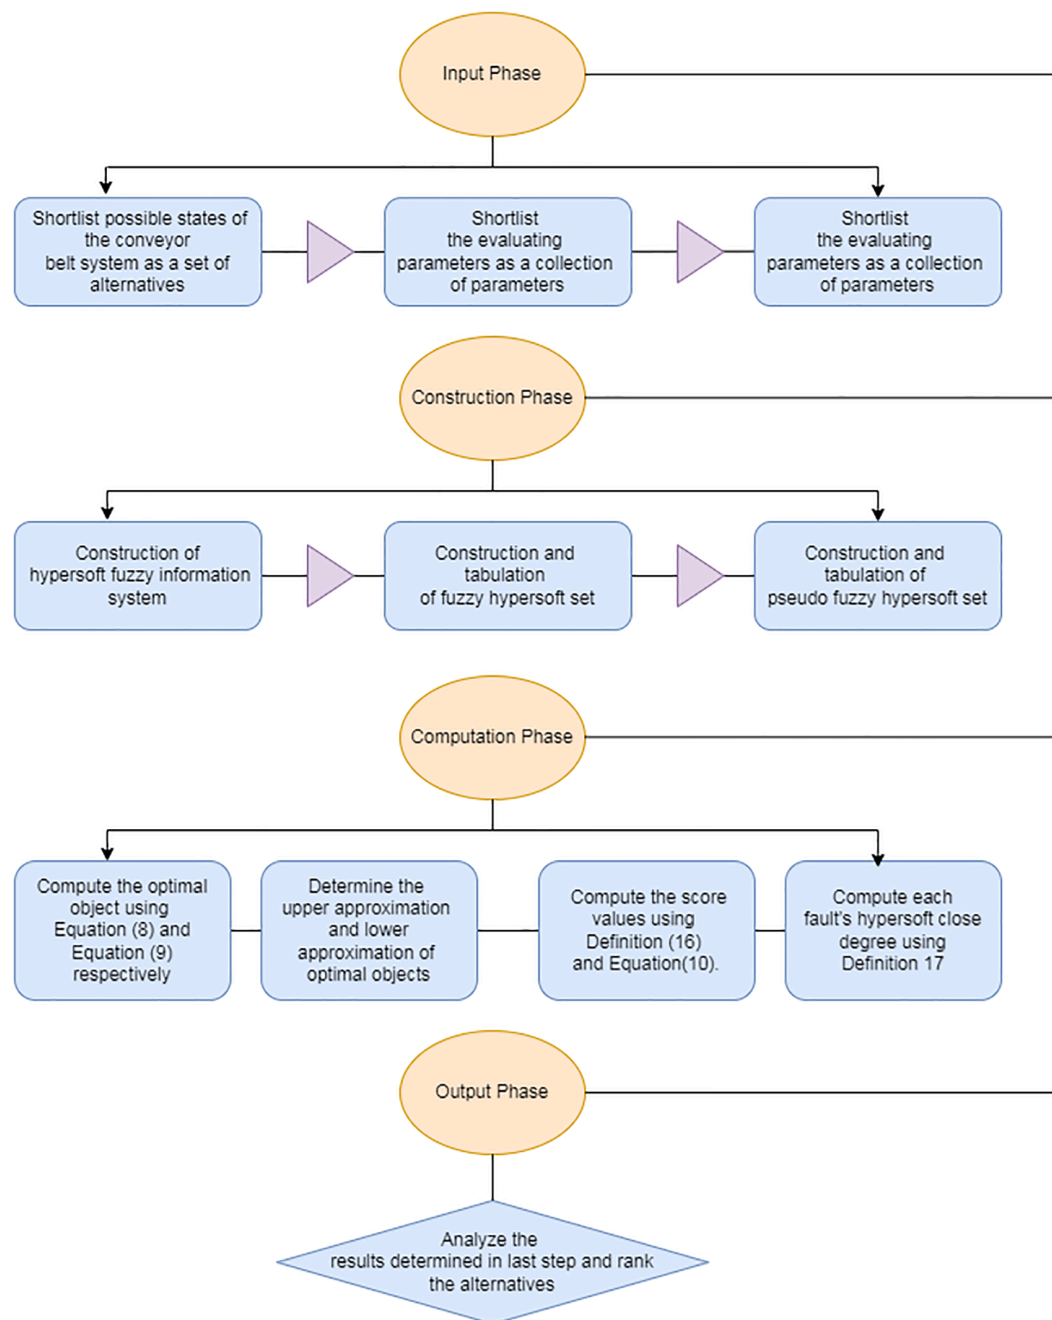 Input Phase
Shortlist possible states of
the conveyor
belt system as a set of
alternatives
Shortlist
the evaluating
parameters as a collection
of parameters
Shortlist
the evaluating
parameters as a collection
of parameters
Construction Phase
Construction of
hypersoft fuzzy information
system
Construction and
tabulation
of fuzzy hypersoft set
Construction and
tabulation of
pseudo fuzzy hypersoft set
Computation Phase
Compute the optimal
object using
Equation (8) and
Equation (9)
respectively
Determine the
upper approximation
and lower
approximation of
optimal objects
Compute the score
values using
Definition (16)
and Equation(10).
Compute each
fault's hypersoft close
degree using
Definition 17
Output Phase
Analyze the
results determined in last step and rank
the alternatives